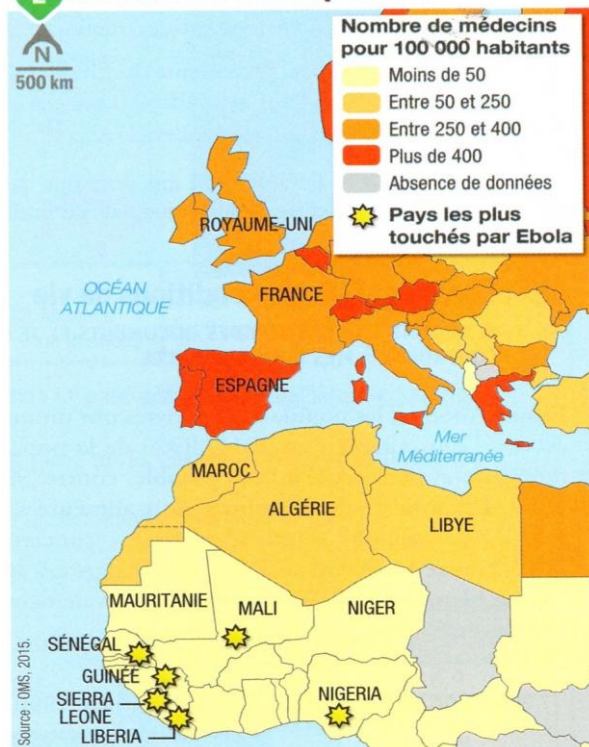 N
500 km
Nombre de médecins
pour 100 000 habitants
Moins de 50
Entre 50 et 250
Entre 250 et 400
Plus de 400
Absence de données
Pays les plus
touchés par Ebola
ROYAUME-UNI
OCÉAN
ATLANTIQUE
FRANCE
ESPAGNE
Mer
Méditerranée
MAROC
ALGÉRIE
LIBYE
MAURITANIE
MALI
NIGER
SÉNÉGAL
GUINÉE
SIERRA
LEONE
LIBERIA
NIGERIA
Source : OMS, 2015.